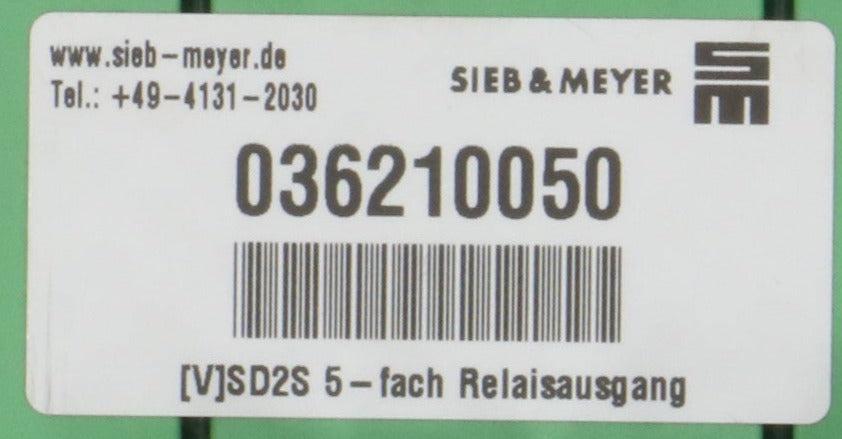 www.sieb-meyer.de
Tel.: +49-4131-2030
SIEB & MEYER
036210050
[V]SD2S 5-fach Relaisausgang